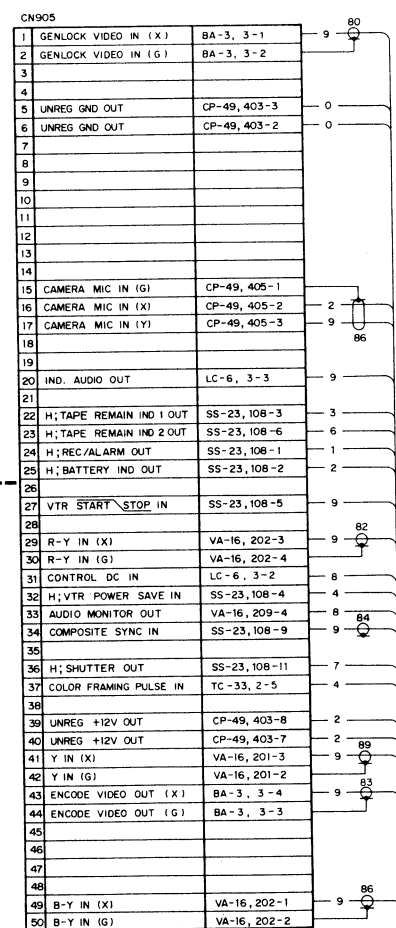 CN905
1 GENLOCK VIDEO IN (X) BA-3, 3-1 9 80
2 GENLOCK VIDEO IN (G) BA-3, 3-2
3
4
5 UNREG GND OUT CP-49, 403-3 0
6 UNREG GND OUT CP-49, 403-2 0
7
8
9
10
11
12
13
14
15 CAMERA MIC IN (G) CP-49, 405-1
16 CAMERA MIC IN (X) CP-49, 405-2 2
17 CAMERA MIC IN (Y) CP-49, 405-3 9
86
18
19
20 IND. AUDIO OUT LC-6, 3-3 9
21
22 H;TAPE REMAIN IND 1 OUT SS-23,108-3 3
23 H;TAPE REMAIN IND 2 OUT SS-23,108-6 6
24 H;REC/ALARM OUT SS-23,108-1 1
25 H;BATTERY IND OUT SS-23,108-2 2
26
27 VTR START STOP IN SS-23,108-5 9
28
29 R-Y IN (X) VA-16, 202-3 9 82
30 R-Y IN (G) VA-16, 202-4
31 CONTROL DC IN LC-6, 3-2 8
32 H;VTR POWER SAVE IN SS-23,108-4 4
33 AUDIO MONITOR OUT VA-16, 209-4 8
34 COMPOSITE SYNC IN SS-23,108-9 9 84
35
36 H; SHUTTER OUT SS-23,108-11 7
37 COLOR FRAMING PULSE IN TC-33, 2-5 4
38
39 UNREG +12V OUT CP-49, 403-8 2
40 UNREG +12V OUT CP-49, 403-7 2
41 Y IN (X) VA-16, 201-3 9 89
42 Y IN (G) VA-16, 201-2
43 ENCODE VIDEO OUT (X) BA-3, 3-4 9 83
44 ENCODE VIDEO OUT (G) BA-3, 3-3
45
46
47
48
49 B-Y IN (X) VA-16, 202-1 9 86
50 B-Y IN (G) VA-16, 202-2